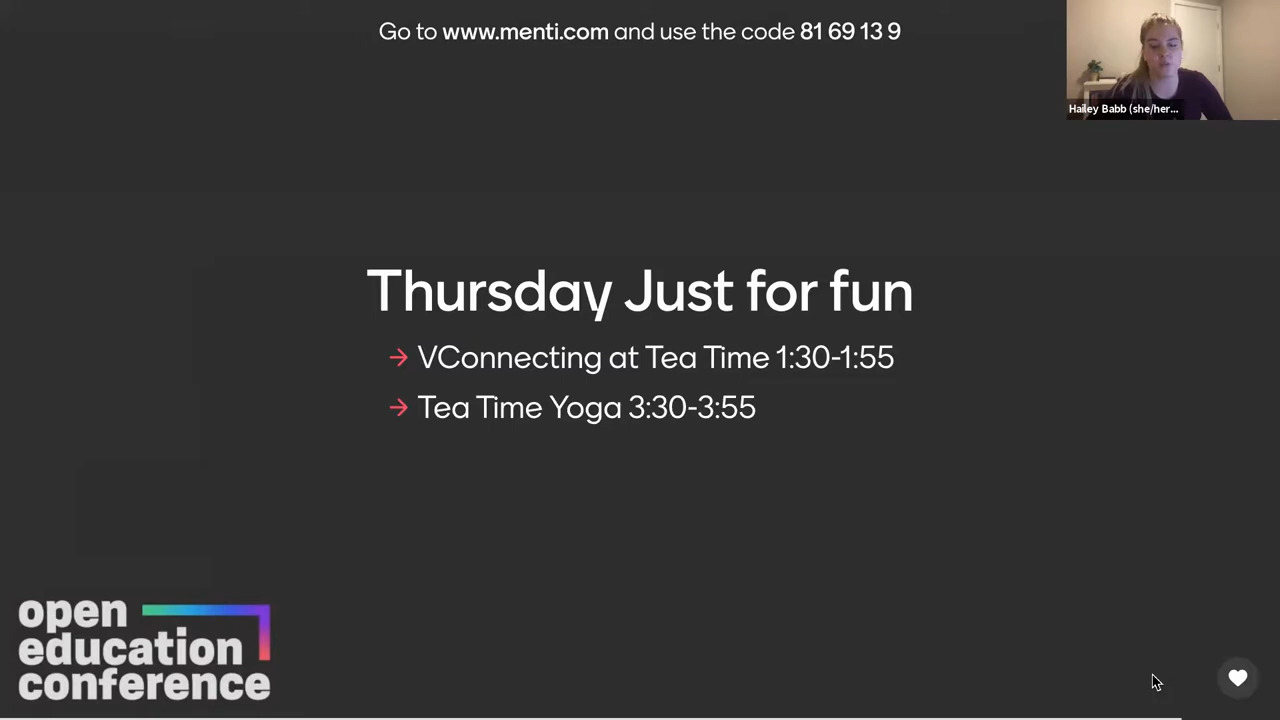 Go to www.menti.com and use the code 81 69 13 9
Hailey Babb (she/her...
Thursday Just for fun
→ VConnecting at Tea Time 1:30-1:55
→ Tea Time Yoga 3:30-3:55
open
education
conference